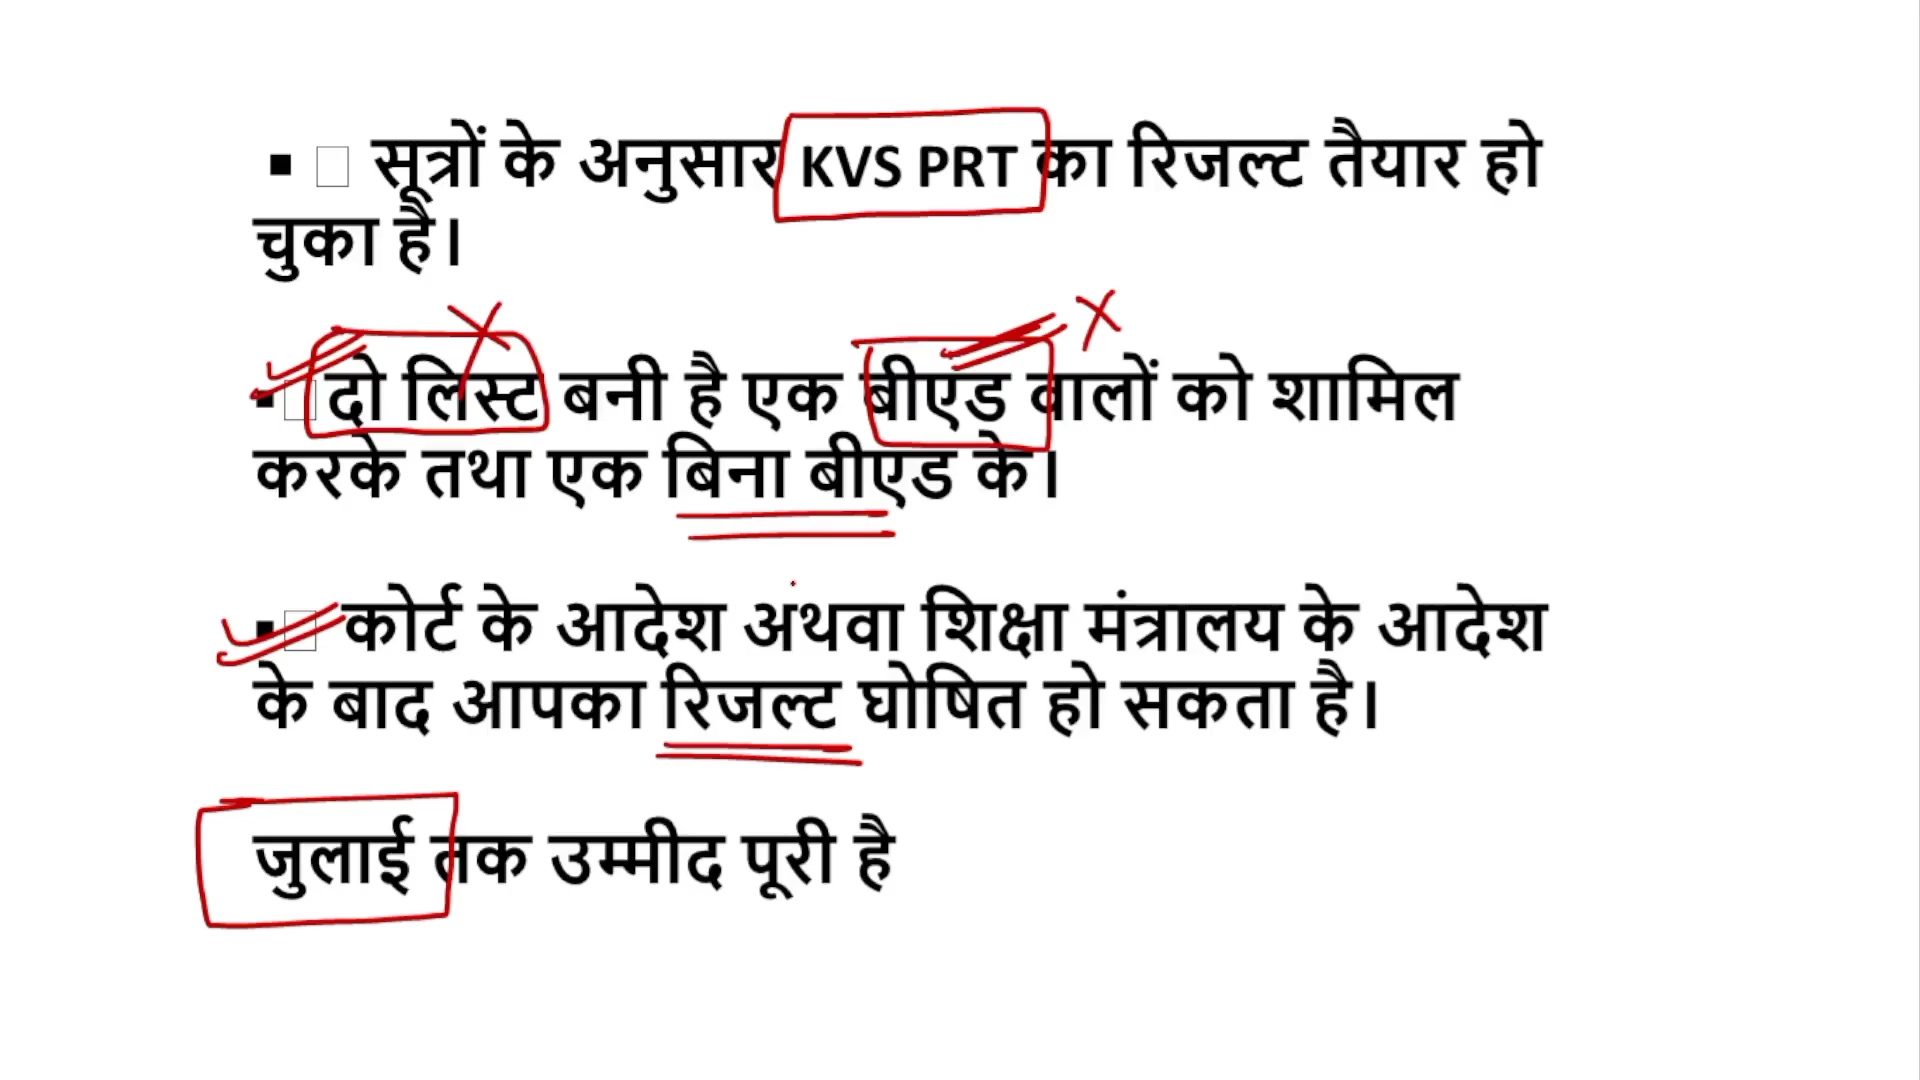 ▪ सूत्रों के अनुसार KVS PRT का रिजल्ट तैयार हो
चुका है।
▪ दो लिस्ट बनी है एक बीएड वालों को शामिल
करके तथा एक बिना बीएड के।
▪ कोर्ट के आदेश अथवा शिक्षा मंत्रालय के आदेश
के बाद आपका रिजल्ट घोषित हो सकता है।
जुलाई तक उम्मीद पूरी है